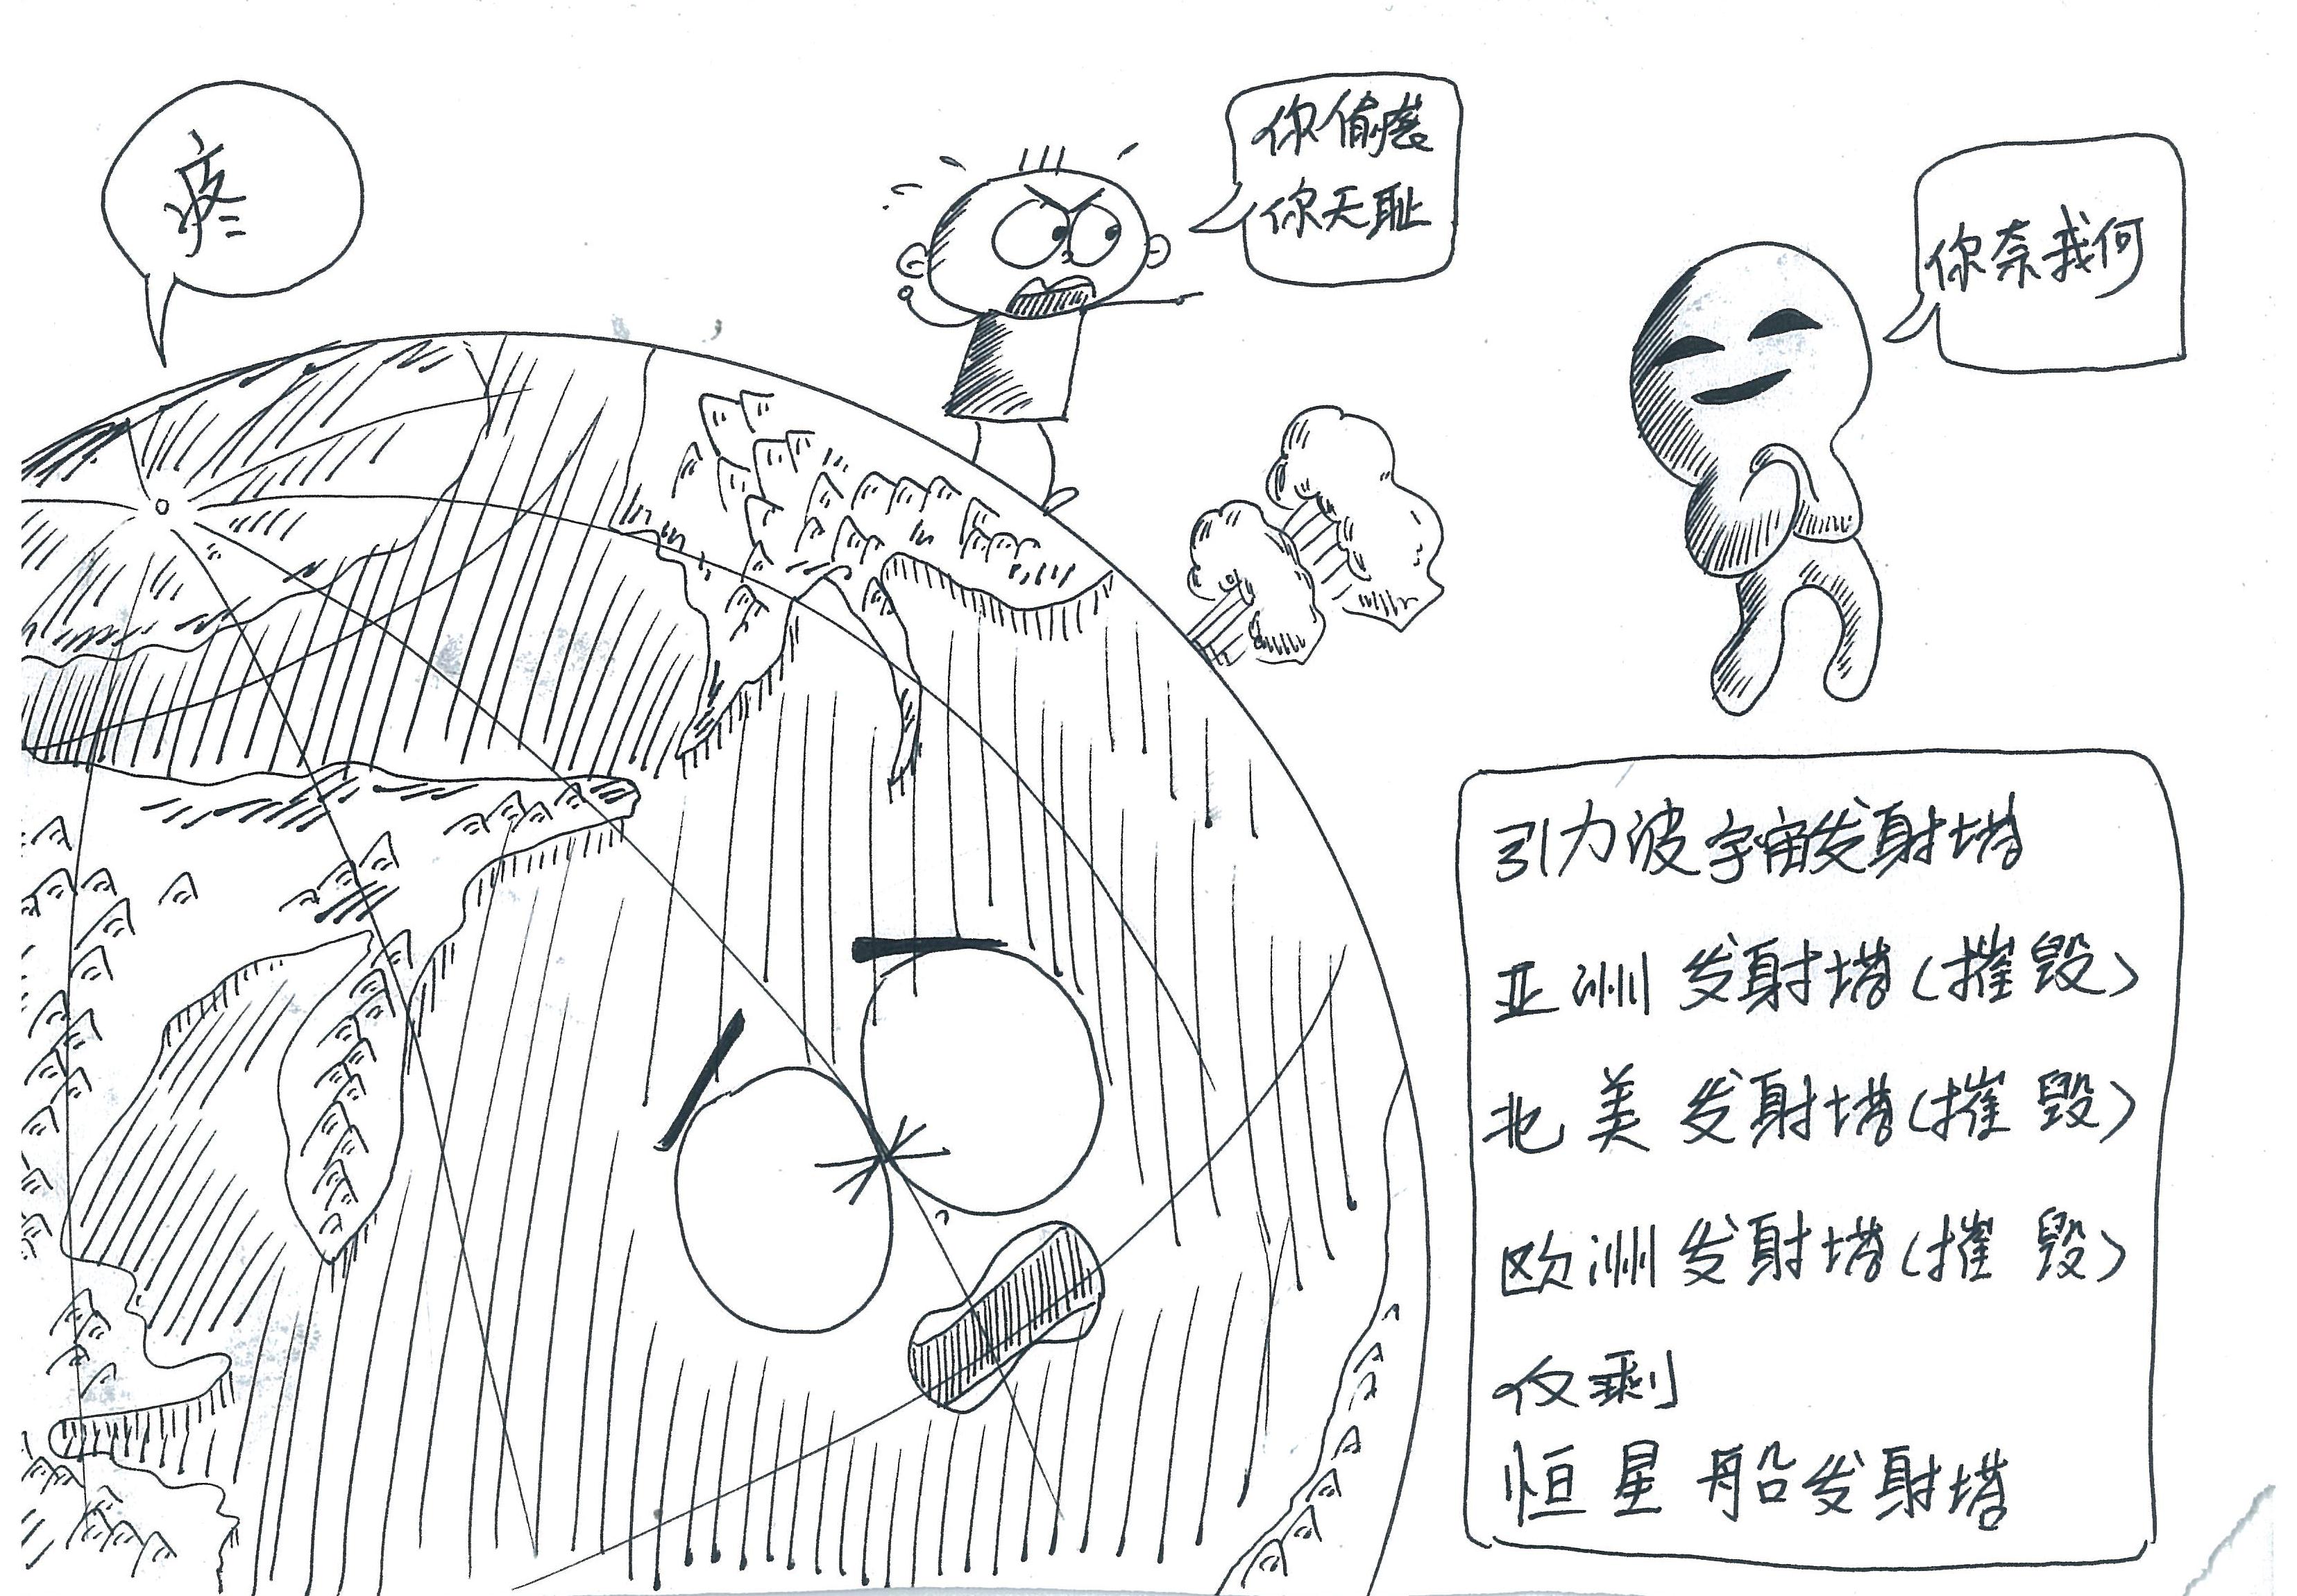 疼
你偷袭
你无耻
你奈我何
引力波宇宙发射塔
亚洲发射塔(摧毁)
北美发射塔(摧毁)
欧洲发射塔(摧毁)
仅剩
恒星船发射塔